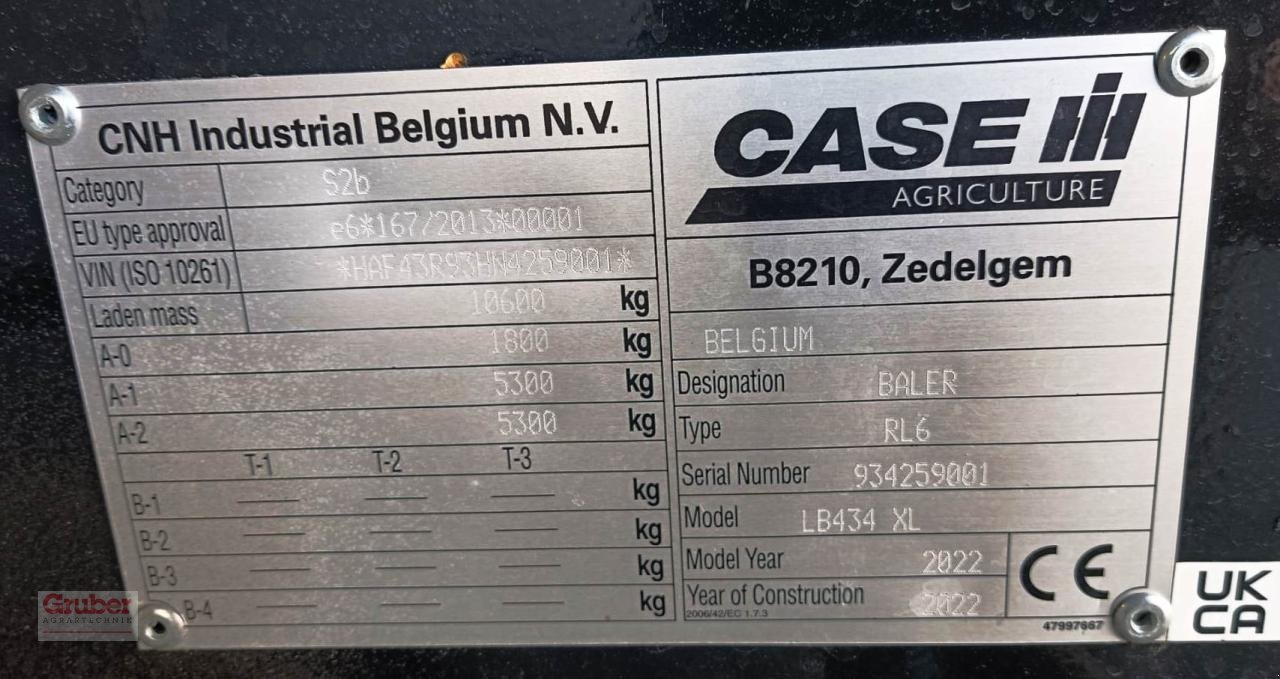 CNH Industrial Belgium N.V.
Category S2b
EU type approval e6*167/2013*00001
VIN (ISO 10261) *HAF43R93HN4259001*
Laden mass 10600 kg
A-0 1800 kg
A-1 5300 kg
A-2 5300 kg
T-1 T-2 T-3
B-1 kg
B-2 kg
B-3 kg
B-4 kg
CASE IH
AGRICULTURE
B8210, Zedelgem
BELGIUM
Designation BALER
Type RL6
Serial Number 934259001
Model LB434 XL
Model Year 2022
Year of Construction 2022
2006/42/EC 1.7.3
CE
47997667
UK
CA
Gruber
AGRARTECHNIK